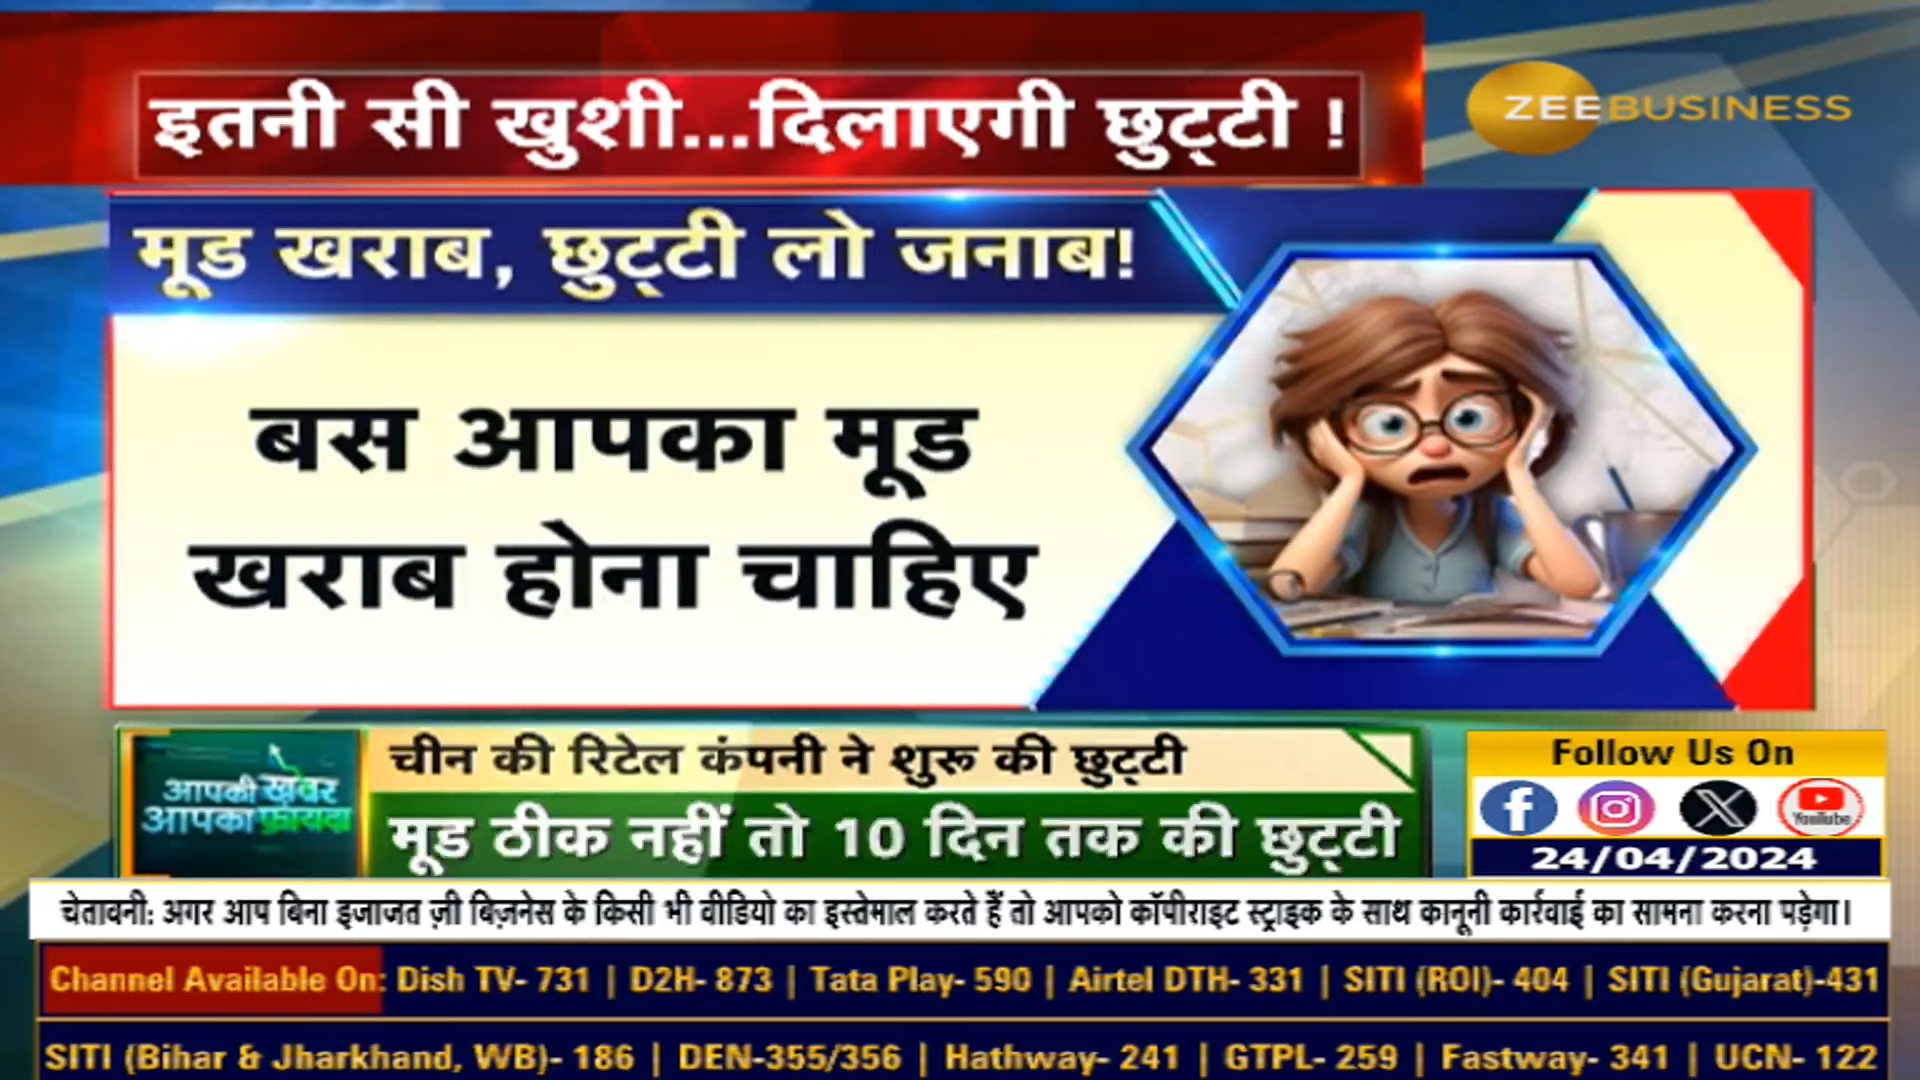 इतनी सी खुशी...दिलाएगी छुट्टी !
ZEEBUSINESS
मूड खराब, छुट्टी लो जनाब!
बस आपका मूड
खराब होना चाहिए
आपकी ख़बर
आपका फ़ायदा
चीन की रिटेल कंपनी ने शुरू की छुट्टी
मूड ठीक नहीं तो 10 दिन तक की छुट्टी
Follow Us On
YouTube
24/04/2024
चेतावनी: अगर आप बिना इजाजत ज़ी बिज़नेस के किसी भी वीडियो का इस्तेमाल करते हैं तो आपको कॉपीराइट स्ट्राइक के साथ कानूनी कार्रवाई का सामना करना पड़ेगा।
Channel Available On: Dish TV- 731 | D2H- 873 | Tata Play- 590 | Airtel DTH- 331 | SITI (ROI)- 404 | SITI (Gujarat)-431
SITI (Bihar & Jharkhand, WB)- 186 | DEN-355/356 | Hathway- 241 | GTPL- 259 | Fastway- 341 | UCN- 122